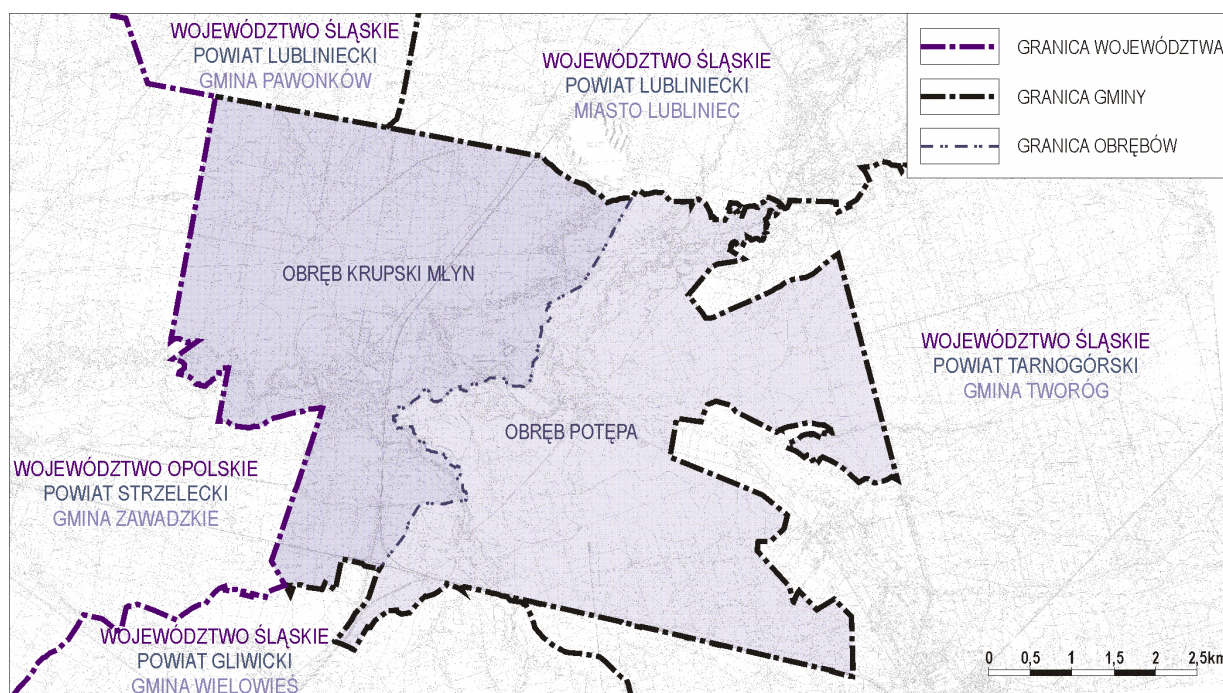 WOJEWÓDZTWO ŚLĄSKIE
POWIAT LUBLINIECKI
GMINA PAWONKÓW
WOJEWÓDZTWO ŚLĄSKIE
POWIAT LUBLINIECKI
MIASTO LUBLINIEC
GRANICA WOJEWÓDZTWA
GRANICA GMINY
GRANICA OBRĘBÓW
OBRĘB KRUPSKI MŁYN
WOJEWÓDZTWO ŚLĄSKIE
POWIAT TARNOGÓRSKI
GMINA TWORÓG
OBRĘB POTĘPA
WOJEWÓDZTWO OPOLSKIE
POWIAT STRZELECKI
GMINA ZAWADZKIE
WOJEWÓDZTWO ŚLĄSKIE
POWIAT GLIWICKI
GMINA WIELOWIEŚ
0 0,5 1 1,5 2 2,5km